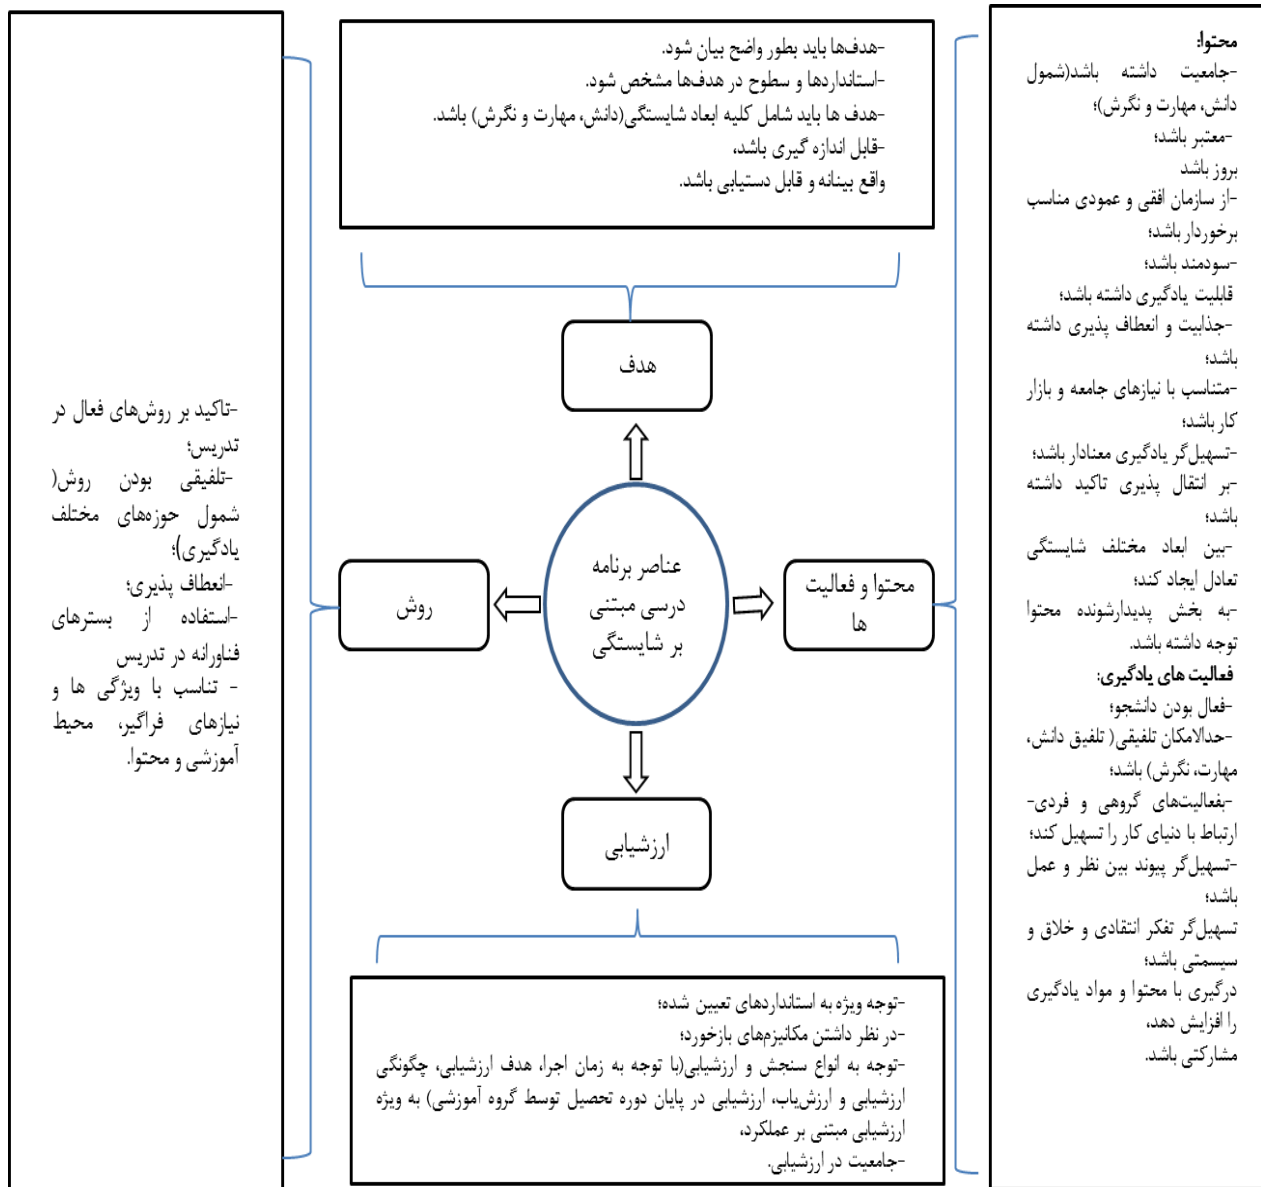 -هدف‌ها باید بطور واضح بیان شود.
-استانداردها و سطوح در هدف‌ها مشخص شود.
-هدف ها باید شامل کلیه ابعاد شایستگی(دانش، مهارت و نگرش) باشد.
-قابل اندازه گیری باشد،
واقع بینانه و قابل دستیابی باشد.
هدف
محتوا:
-جامعیت داشته باشد(شمول
دانش، مهارت و نگرش)؛
-معتبر باشد؛
بروز باشد
-از سازمان افقی و عمودی مناسب
برخوردار باشد؛
-سودمند باشد؛
قابلیت یادگیری داشته باشد؛
-جذابیت و انعطاف پذیری داشته
باشد؛
-متناسب با نیازهای جامعه و بازار
کار باشد؛
-تسهیل‌گر یادگیری معنادار باشد؛
-بر انتقال پذیری تاکید داشته
باشد؛
-بین ابعاد مختلف شایستگی
تعادل ایجاد کند؛
-به بخش پدیدارشونده محتوا
توجه داشته باشد.
فعالیت های یادگیری:
-فعال بودن دانشجو؛
-حدالامکان تلفیقی( تلفیق دانش،
مهارت، نگرش) باشد؛
-بفعالیت‌های گروهی و فردی-
ارتباط با دنیای کار را تسهیل کند؛
-تسهیل‌گر پیوند بین نظر و عمل
باشد؛
تسهیل‌گر تفکر انتقادی و خلاق و
سیستمی باشد؛
درگیری با محتوا و مواد یادگیری
را افزایش دهد،
مشارکتی باشد.
محتوا و فعالیت
ها
عناصر برنامه
درسی مبتنی
بر شایستگی
روش
-تاکید بر روش‌های فعال در
تدریس؛
-تلفیقی بودن روش(
شمول حوزه‌های مختلف
یادگیری)؛
-انعطاف پذیری؛
-استفاده از بسترهای
فناورانه در تدریس
- تناسب با ویژگی ها و
نیازهای فراگیر، محیط
آموزشی و محتوا.
ارزشیابی
-توجه ویژه به استانداردهای تعیین شده؛
-در نظر داشتن مکانیزم‌های بازخورد؛
-توجه به انواع سنجش و ارزشیابی(با توجه به زمان اجرا، هدف ارزشیابی، چگونگی
ارزشیابی و ارزش‌یاب، ارزشیابی در پایان دوره تحصیل توسط گروه آموزشی) به ویژه
ارزشیابی مبتنی بر عملکرد،
-جامعیت در ارزشیابی.